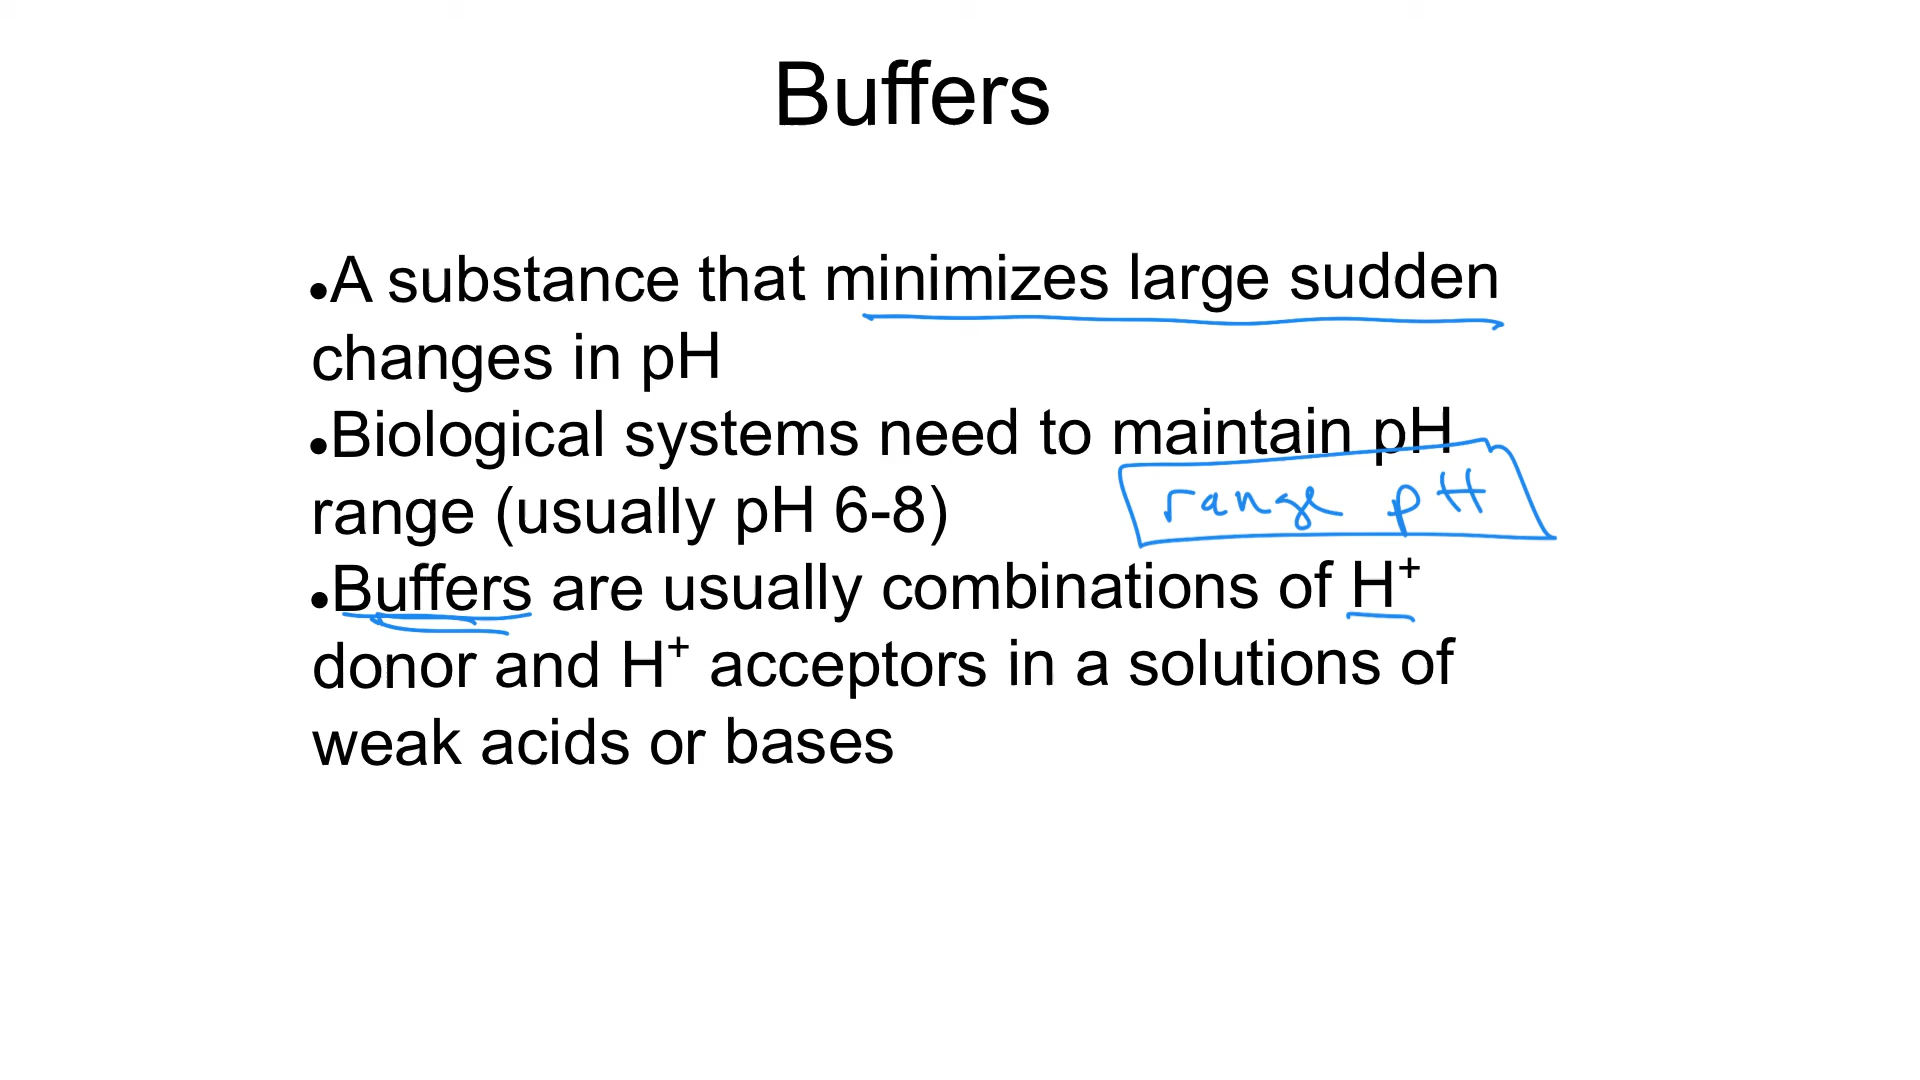 Buffers
•A substance that minimizes large sudden
changes in pH
•Biological systems need to maintain pH
range (usually pH 6-8)
range pH
•Buffers are usually combinations of H⁺
donor and H⁺ acceptors in a solutions of
weak acids or bases